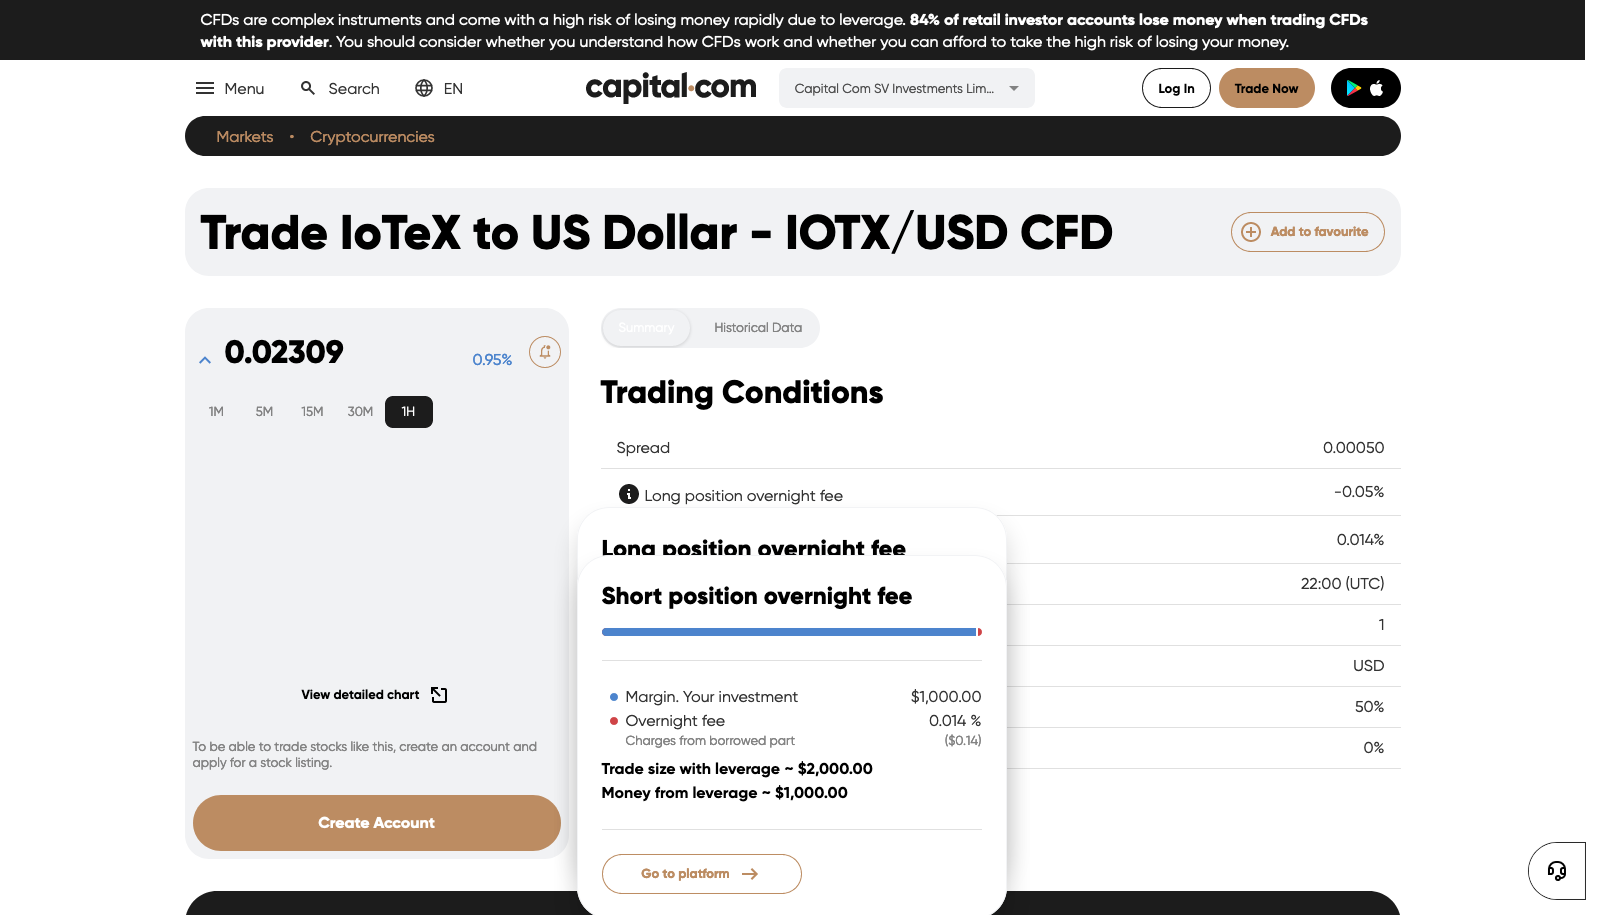 CFDs are complex instruments and come with a high risk of losing money rapidly due to leverage. 84% of retail investor accounts lose money when trading CFDs
with this provider. You should consider whether you understand how CFDs work and whether you can afford to take the high risk of losing your money.
Menu
Search
EN
capital.com
Capital Com SV Investments Lim...
Log In
Trade Now
Markets • Cryptocurrencies
Trade IoTeX to US Dollar - IOTX/USD CFD
Add to favourite
0.02309
0.95%
1M 5M 15M 30M 1H
View detailed chart
To be able to trade stocks like this, create an account and
apply for a stock listing.
Create Account
Summary
Historical Data
Trading Conditions
Spread 0.00050
Long position overnight fee -0.05%
0.014%
22:00 (UTC)
1
USD
50%
0%
Long position overnight fee
Short position overnight fee
Margin. Your investment $1,000.00
Overnight fee 0.014 %
Charges from borrowed part ($0.14)
Trade size with leverage ~ $2,000.00
Money from leverage ~ $1,000.00
Go to platform